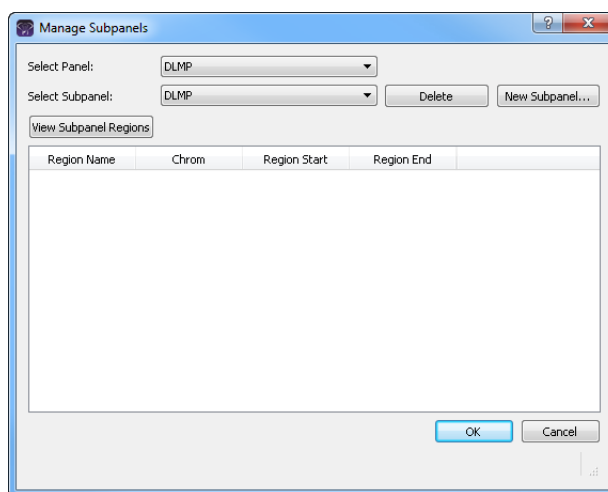 Manage Subpanels
Select Panel: DLMP
Select Subpanel: DLMP Delete New Subpanel...
View Subpanel Regions
Region Name Chrom Region Start Region End
OK Cancel